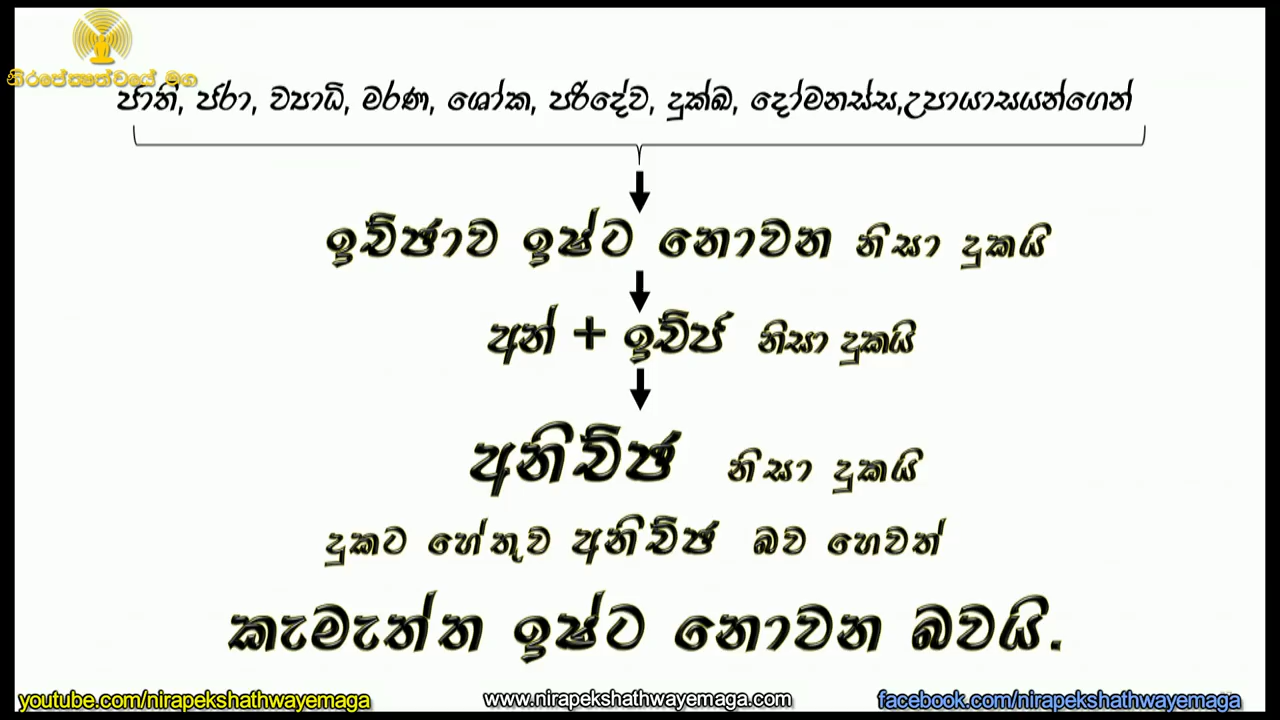 නිරපේක්‍ෂත්වයේ මග
ජාති, ජරා, ව්‍යාධි, මරණ, ශෝක, පරිදේව, දුක්ඛ, දෝමනස්ස,උපායාසයන්ගෙන්
ඉච්ඡාව ඉෂ්ට නොවන නිසා දුකයි
අන් + ඉච්ඡ නිසා දුකයි
අනිච්ඡ නිසා දුකයි
දුකට හේතුව අනිච්ඡ බව හෙවත්
කැමැත්ත ඉෂ්ට නොවන බවයි.
youtube.com/nirapekshathwayemaga www.nirapekshathwayemaga.com facebook.com/nirapekshathwayemaga